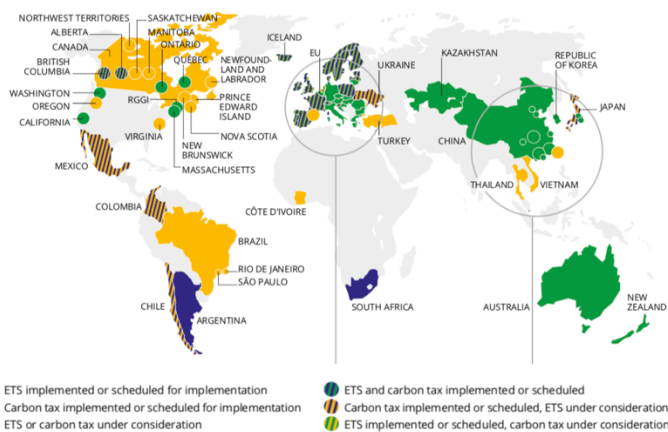 NORTHWEST TERRITORIES
SASKATCHEWAN
ALBERTA
MANITOBA
CANADA
ONTARIO
BRITISH
COLUMBIA
QUÉBEC
NEWFOUND-
LAND AND
LABRADOR
WASHINGTON
OREGON
RGGI
PRINCE
EDWARD
ISLAND
CALIFORNIA
VIRGINIA
NOVA SCOTIA
NEW
BRUNSWICK
MASSACHUSETTS
MEXICO
ICELAND
EU
UKRAINE
KAZAKHSTAN
REPUBLIC
OF KOREA
JAPAN
TURKEY
CHINA
THAILAND
VIETNAM
COLOMBIA
CÔTE D'IVOIRE
BRAZIL
RIO DE JANEIRO
SÃO PAULO
CHILE
ARGENTINA
SOUTH AFRICA
AUSTRALIA
NEW
ZEALAND
ETS implemented or scheduled for implementation
Carbon tax implemented or scheduled for implementation
ETS or carbon tax under consideration
ETS and carbon tax implemented or scheduled
Carbon tax implemented or scheduled, ETS under consideration
ETS implemented or scheduled, carbon tax under consideration